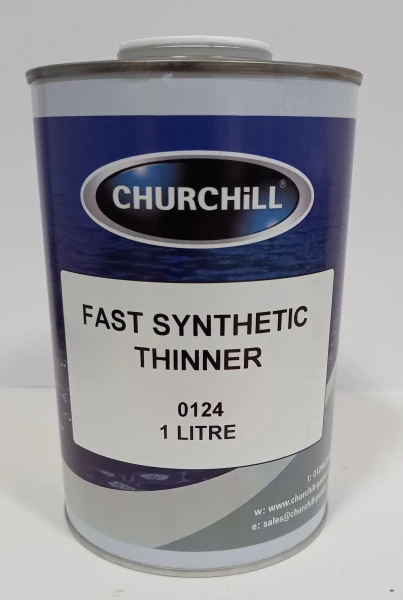 CHURCHiLL®
FAST SYNTHETIC
THINNER
0124
1 LITRE
t:
w: www.churchill-
e: sales@churchill-